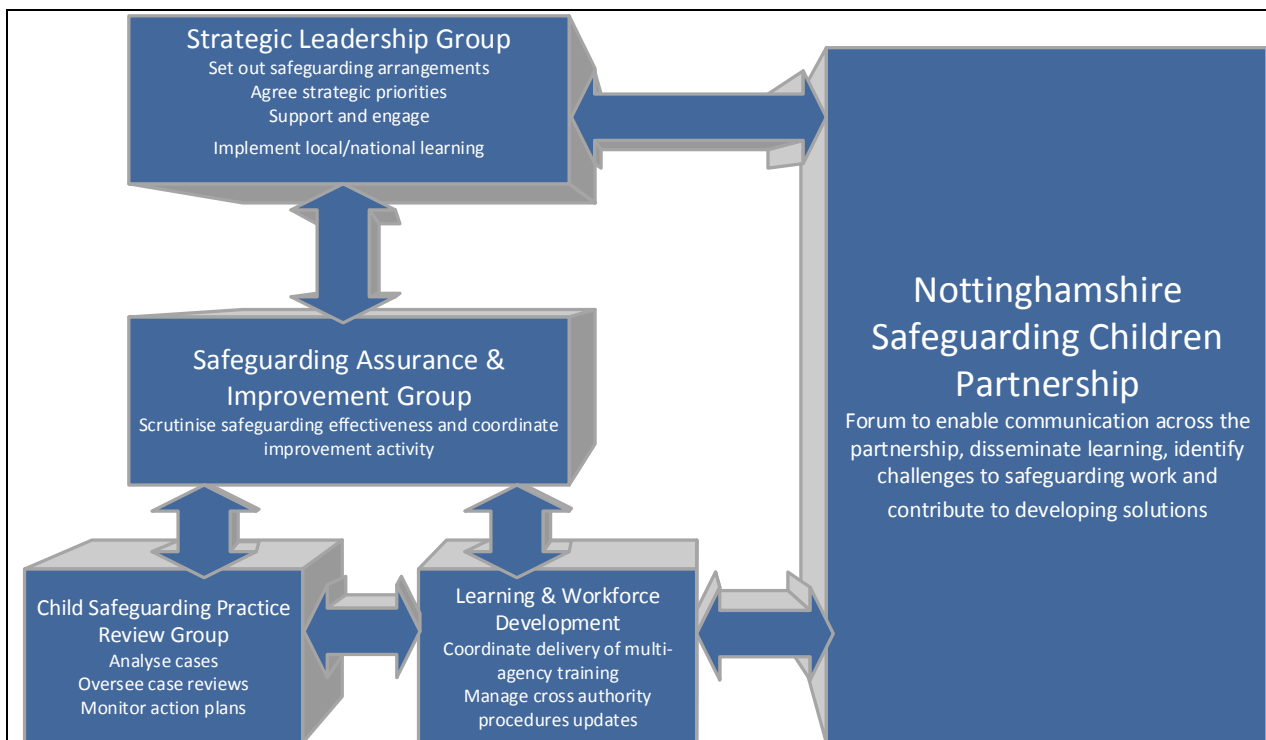 Strategic Leadership Group
Set out safeguarding arrangements
Agree strategic priorities
Support and engage
Implement local/national learning
Safeguarding Assurance &
Improvement Group
Scrutinise safeguarding effectiveness and coordinate
improvement activity
Child Safeguarding Practice
Review Group
Analyse cases
Oversee case reviews
Monitor action plans
Learning & Workforce
Development
Coordinate delivery of multi-
agency training
Manage cross authority
procedures updates
Nottinghamshire
Safeguarding Children
Partnership
Forum to enable communication across the
partnership, disseminate learning, identify
challenges to safeguarding work and
contribute to developing solutions